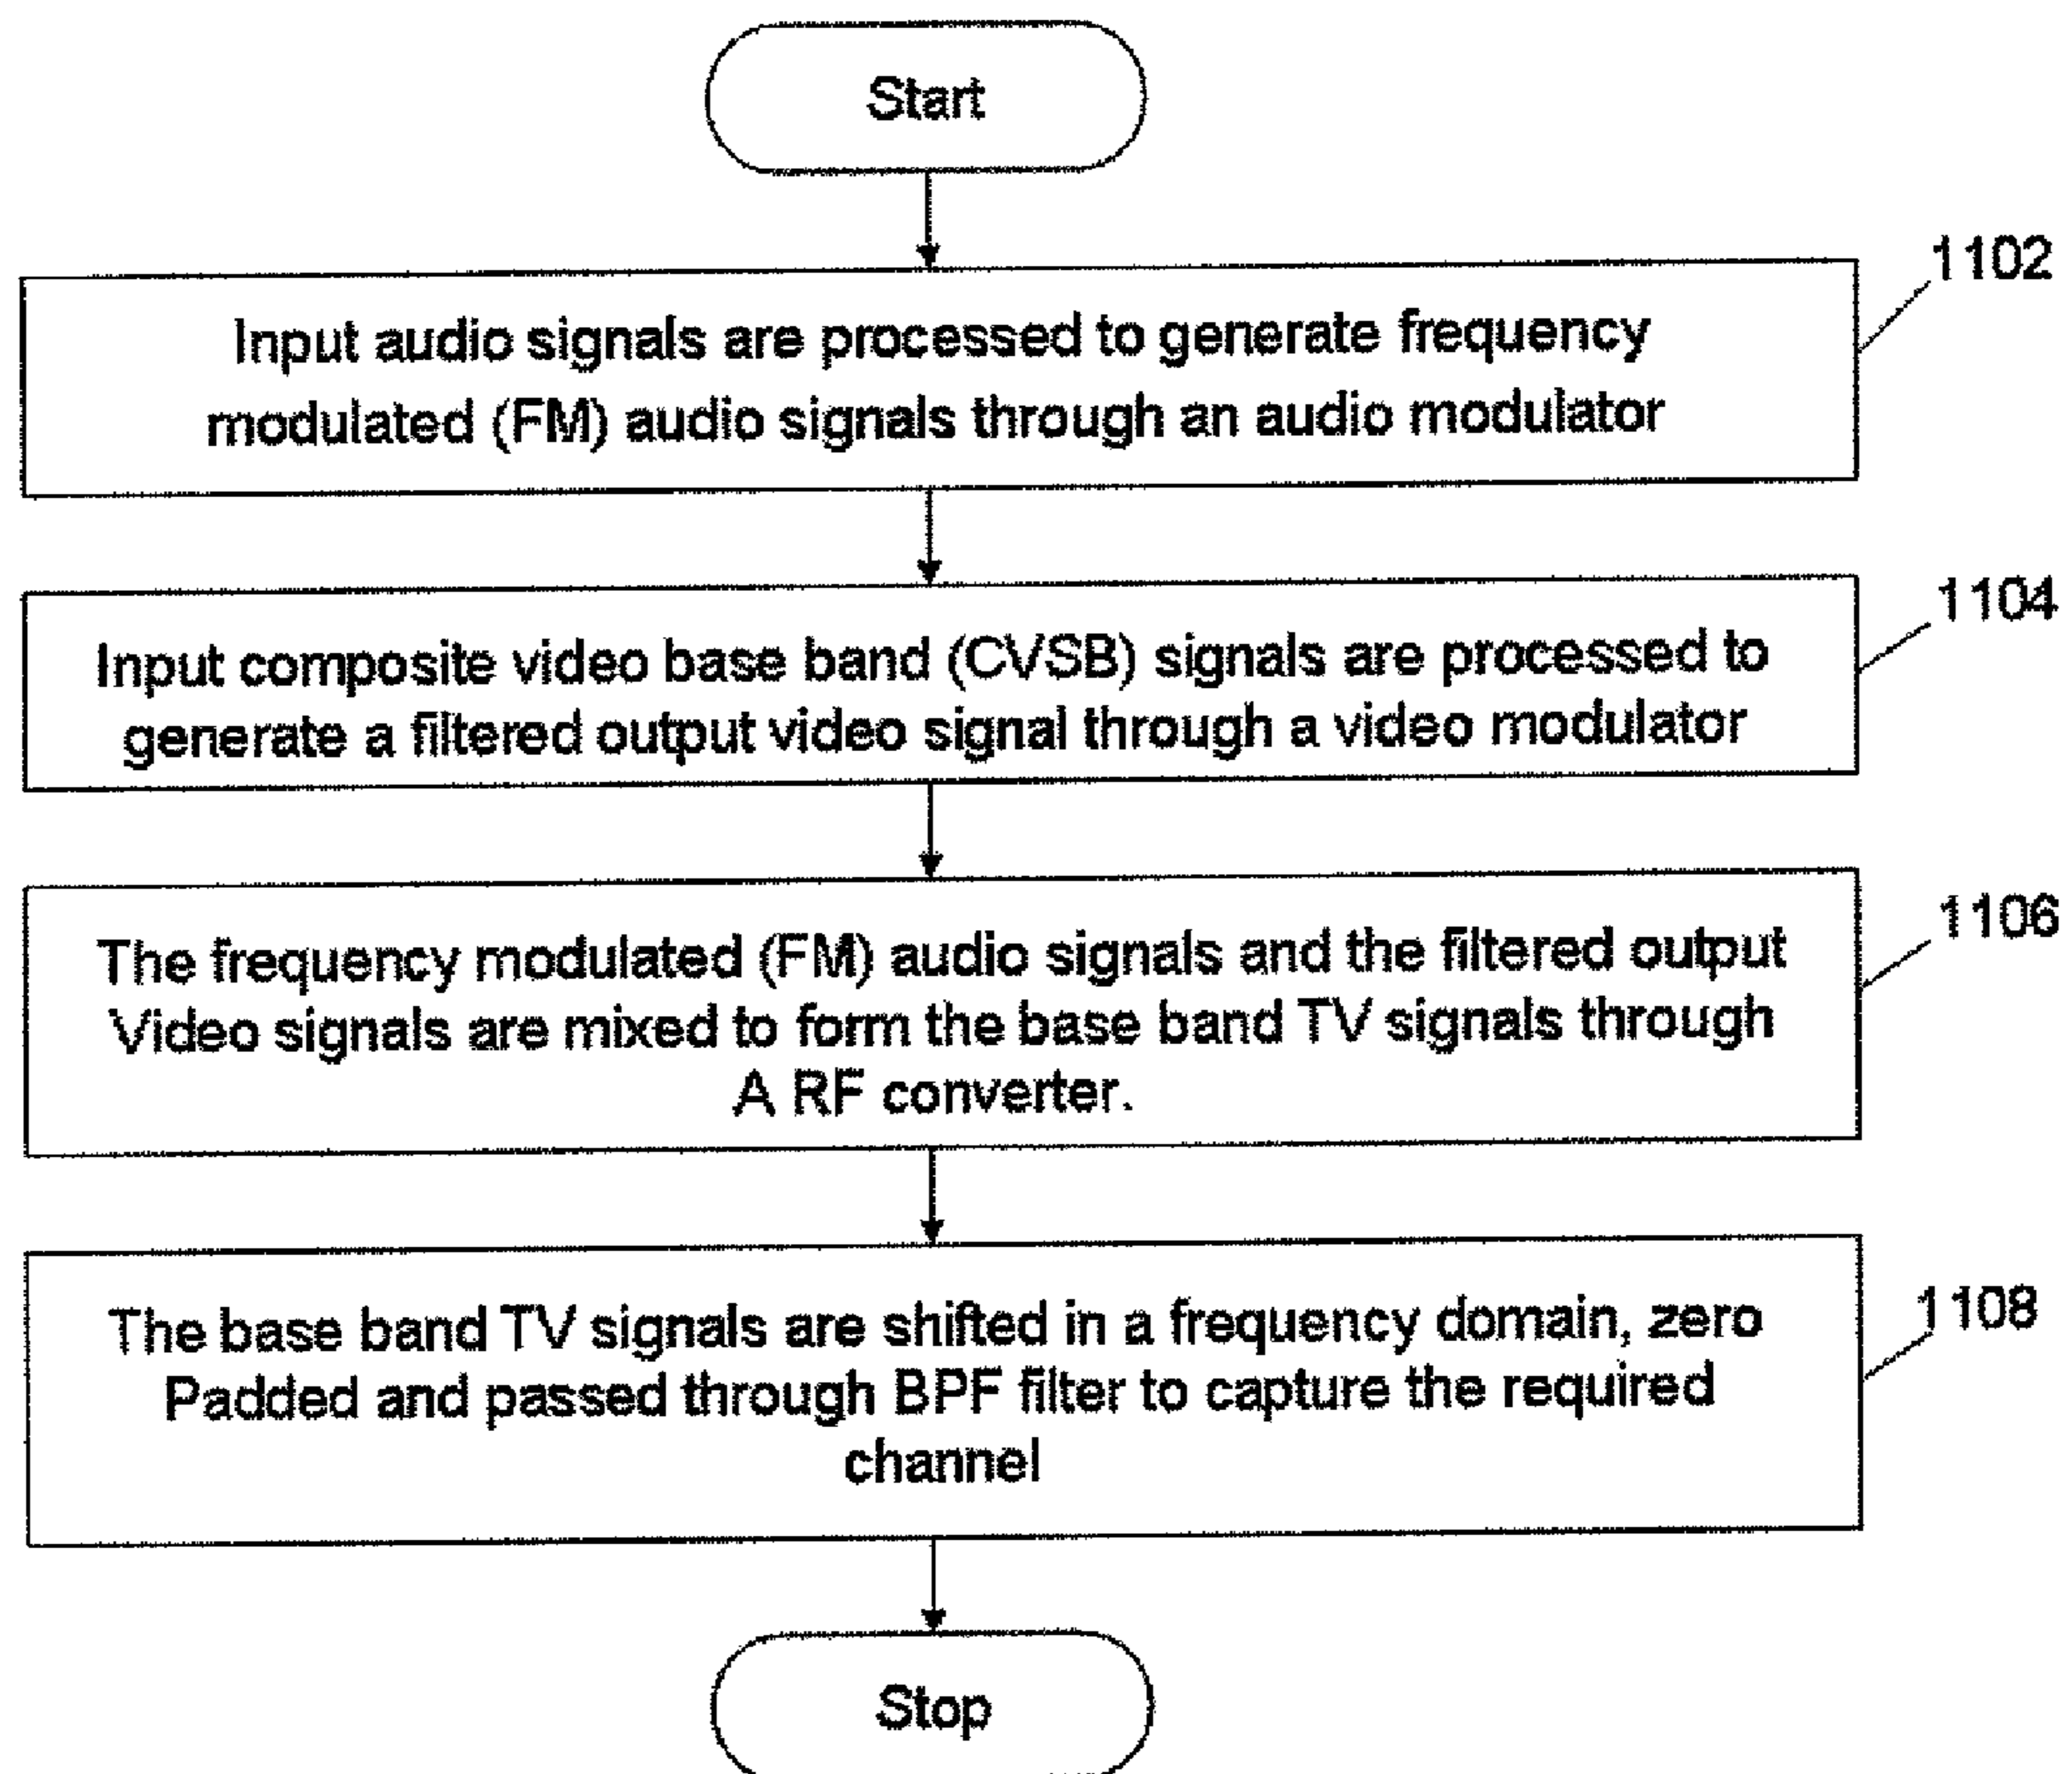 Start
1102
Input audio signals are processed to generate frequency
modulated (FM) audio signals through an audio modulator
1104
Input composite video base band (CVSB) signals are processed to
generate a filtered output video signal through a video modulator
1106
The frequency modulated (FM) audio signals and the filtered output
Video signals are mixed to form the base band TV signals through
A RF converter.
1108
The base band TV signals are shifted in a frequency domain, zero
Padded and passed through BPF filter to capture the required
channel
Stop